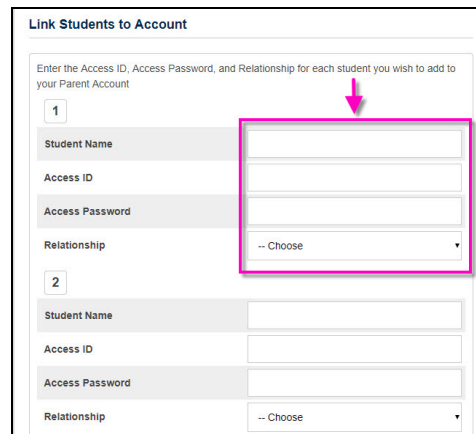 Link Students to Account
Enter the Access ID, Access Password, and Relationship for each student you wish to add to
your Parent Account
1
Student Name
Access ID
Access Password
Relationship -- Choose
2
Student Name
Access ID
Access Password
Relationship -- Choose